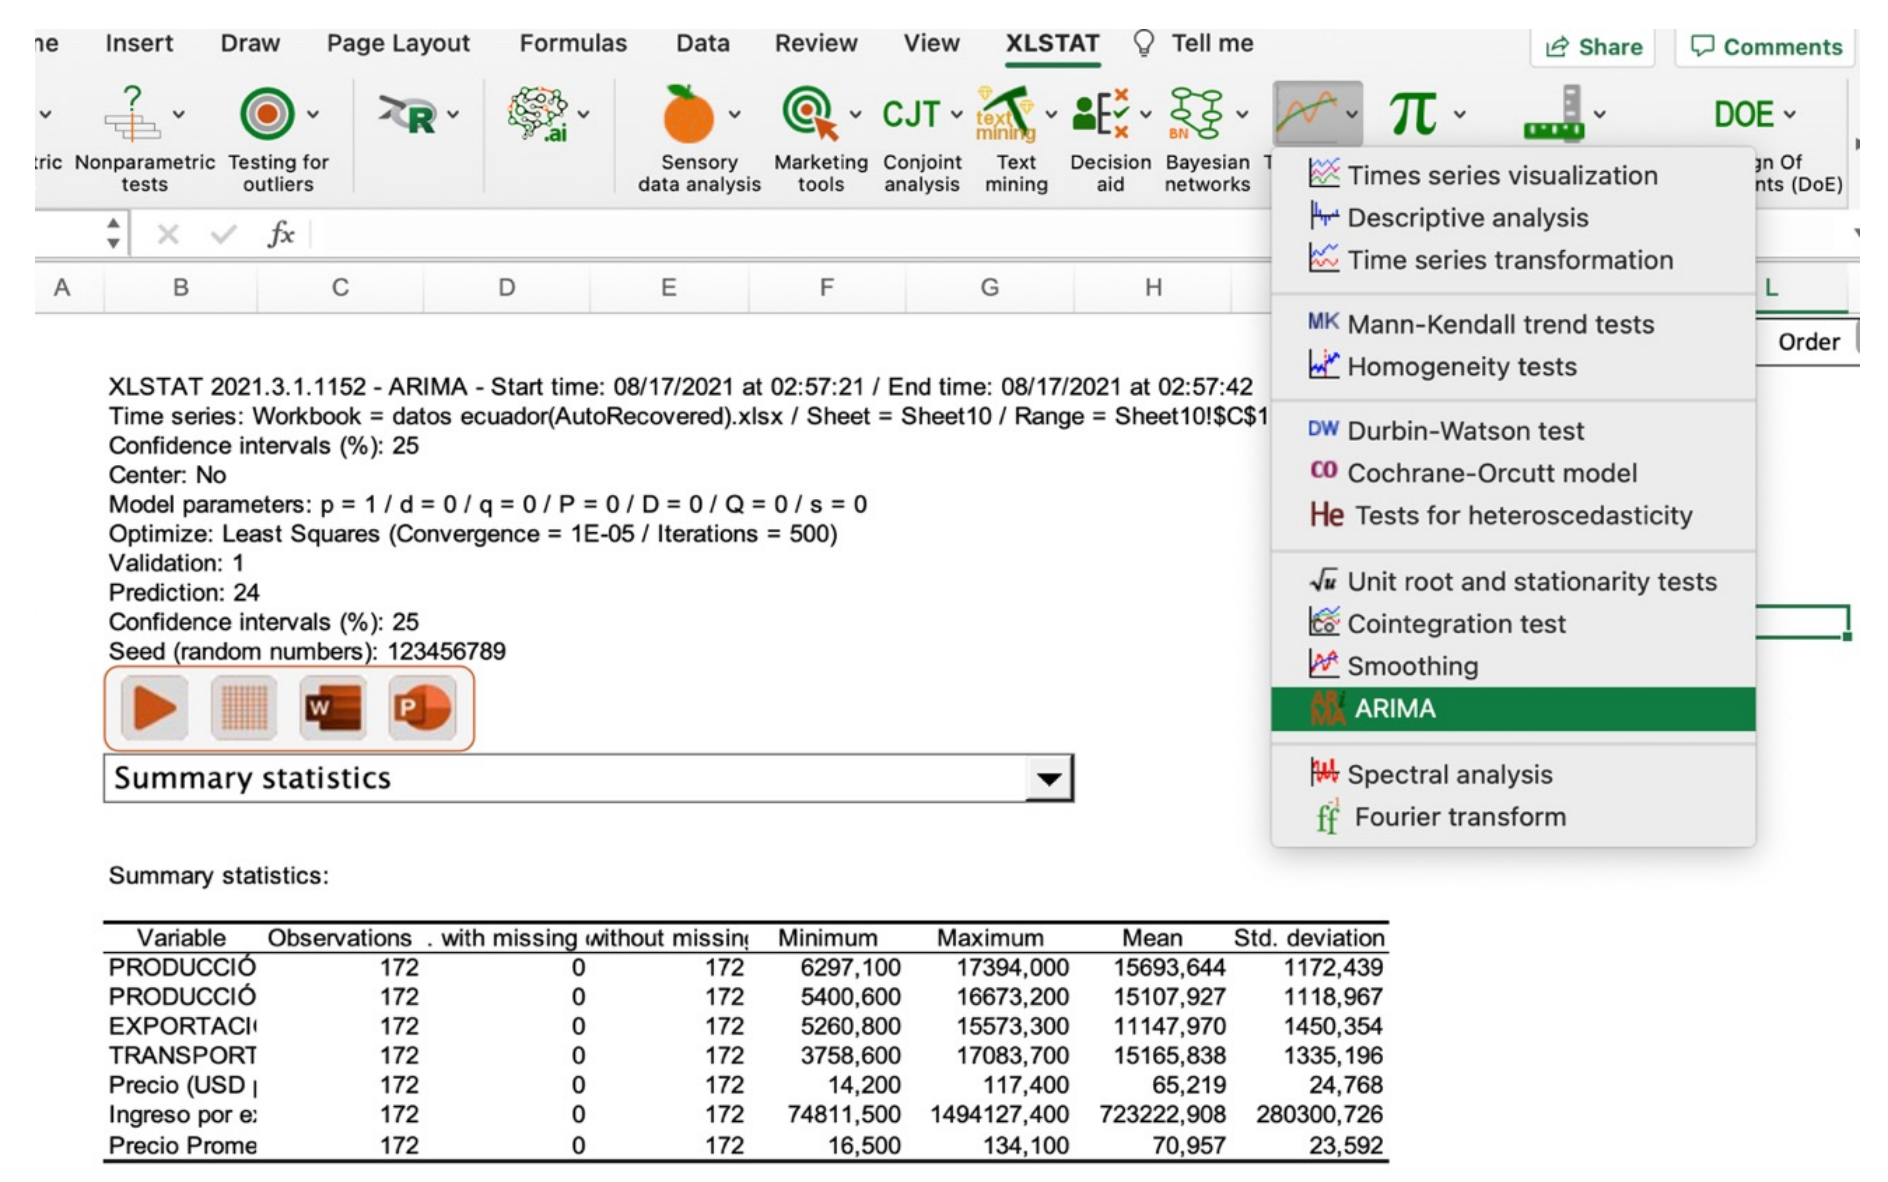 ne Insert Draw Page Layout Formulas Data Review View XLSTAT Tell me Share Comments
? R .ai CJT text mining E BN π DOE
tric Nonparametric tests Testing for outliers Sensory data analysis Marketing tools Conjoint analysis Text mining Decision aid Bayesian networks T gn Of nts (DoE)
fx
A B C D E F G H L
Order
Times series visualization
Descriptive analysis
Time series transformation
MK Mann-Kendall trend tests
Homogeneity tests
DW Durbin-Watson test
CO Cochrane-Orcutt model
He Tests for heteroscedasticity
√u Unit root and stationarity tests
Co Cointegration test
Smoothing
ARiMA ARIMA
Spectral analysis
ff-1 Fourier transform
XLSTAT 2021.3.1.1152 - ARIMA - Start time: 08/17/2021 at 02:57:21 / End time: 08/17/2021 at 02:57:42
Time series: Workbook = datos ecuador(AutoRecovered).xlsx / Sheet = Sheet10 / Range = Sheet10!$C$1
Confidence intervals (%): 25
Center: No
Model parameters: p = 1 / d = 0 / q = 0 / P = 0 / D = 0 / Q = 0 / s = 0
Optimize: Least Squares (Convergence = 1E-05 / Iterations = 500)
Validation: 1
Prediction: 24
Confidence intervals (%): 25
Seed (random numbers): 123456789
W P
Summary statistics
Summary statistics:
Variable Observations . with missing without missing Minimum Maximum Mean Std. deviation
PRODUCCIÓ 172 0 172 6297,100 17394,000 15693,644 1172,439
PRODUCCIÓ 172 0 172 5400,600 16673,200 15107,927 1118,967
EXPORTACI 172 0 172 5260,800 15573,300 11147,970 1450,354
TRANSPORT 172 0 172 3758,600 17083,700 15165,838 1335,196
Precio (USD p 172 0 172 14,200 117,400 65,219 24,768
Ingreso por ex 172 0 172 74811,500 1494127,400 723222,908 280300,726
Precio Prome 172 0 172 16,500 134,100 70,957 23,592